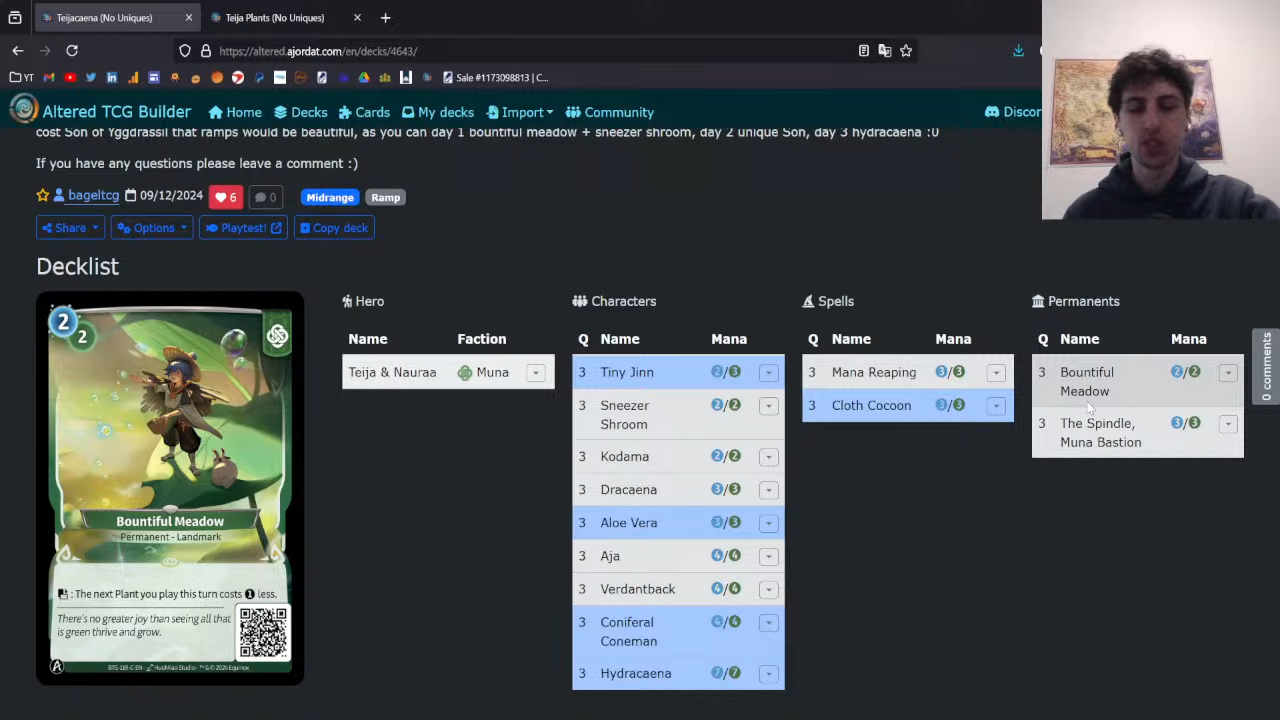 Teijacaena (No Uniques)
Teija Plants (No Uniques)
https://altered.ajordat.com/en/decks/4643/
YT
Sale #1173098813 | C...
Altered TCG Builder
Home
Decks
Cards
My decks
Import
Community
Discor
cost Son of Yggdrassil that ramps would be beautiful, as you can day 1 bountiful meadow + sneezer shroom, day 2 unique Son, day 3 hydracaena :0
If you have any questions please leave a comment :)
bageltcg 09/12/2024 6 0 Midrange Ramp
Share Options Playtest! Copy deck
Decklist
2
2
Bountiful Meadow
Permanent - Landmark
: The next Plant you play this turn costs 1 less.
There's no greater joy than seeing all that
is green thrive and grow.
Hero
Name Faction
Teija & Nauraa Muna
Characters
Q Name Mana
3 Tiny Jinn 2/3
3 Sneezer Shroom 2/2
3 Kodama 2/2
3 Dracaena 3/3
3 Aloe Vera 3/3
3 Aja 4/4
3 Verdantback 4/4
3 Coniferal Coneman 4/4
3 Hydracaena 7/7
Spells
Q Name Mana
3 Mana Reaping 3/3
3 Cloth Cocoon 3/3
Permanents
Q Name Mana
3 Bountiful Meadow 2/2
3 The Spindle, Muna Bastion 3/3
0 comments